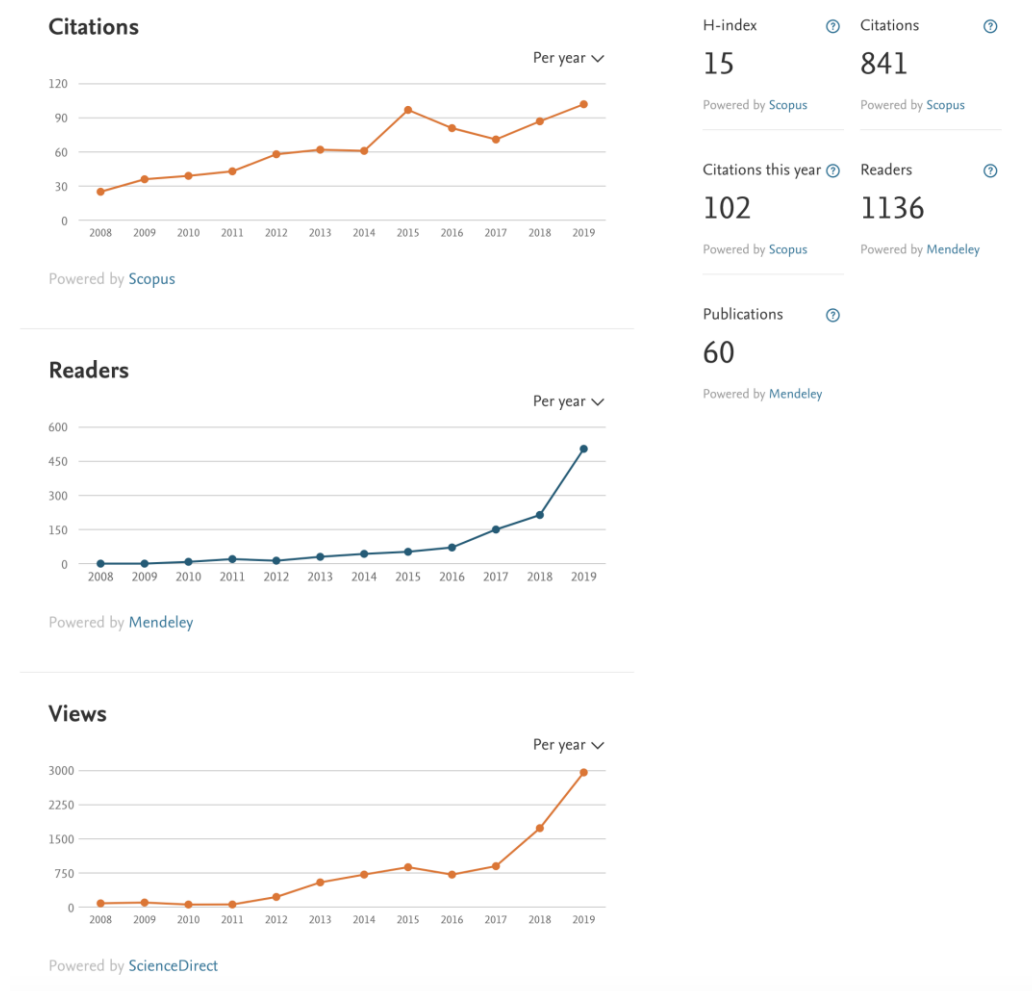 Citations
Per year
120
90
60
30
0
2008 2009 2010 2011 2012 2013 2014 2015 2016 2017 2018 2019
Powered by Scopus
Readers
Per year
600
450
300
150
0
2008 2009 2010 2011 2012 2013 2014 2015 2016 2017 2018 2019
Powered by Mendeley
Views
Per year
3000
2250
1500
750
0
2008 2009 2010 2011 2012 2013 2014 2015 2016 2017 2018 2019
Powered by ScienceDirect
H-index ?
15
Powered by Scopus
Citations ?
841
Powered by Scopus
Citations this year ?
102
Powered by Scopus
Readers ?
1136
Powered by Mendeley
Publications ?
60
Powered by Mendeley